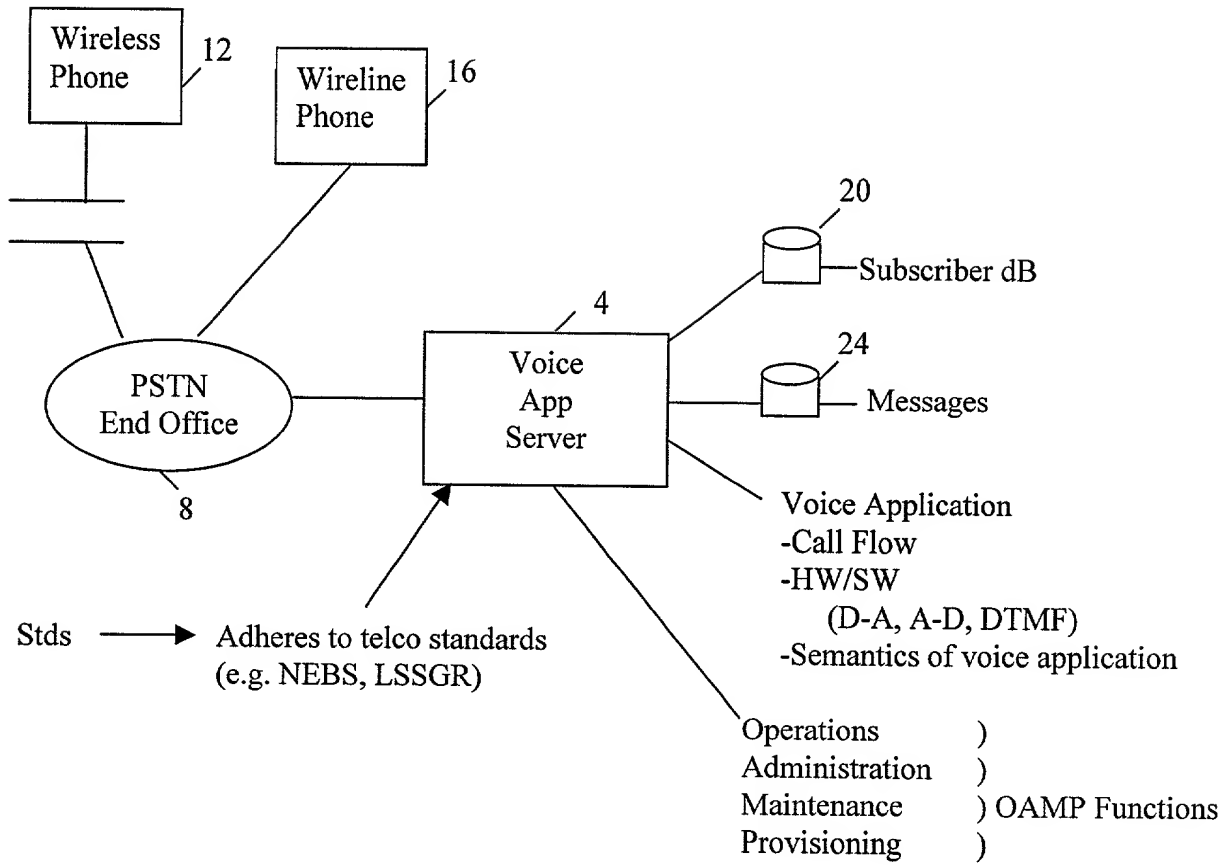 Wireless
Phone
12
Wireline
Phone
16
20
Subscriber dB
4
Voice
App
Server
24
Messages
PSTN
End Office
8
Voice Application
-Call Flow
-HW/SW
(D-A, A-D, DTMF)
-Semantics of voice application
Stds
Adheres to telco standards
(e.g. NEBS, LSSGR)
Operations )
Administration )
Maintenance ) OAMP Functions
Provisioning )